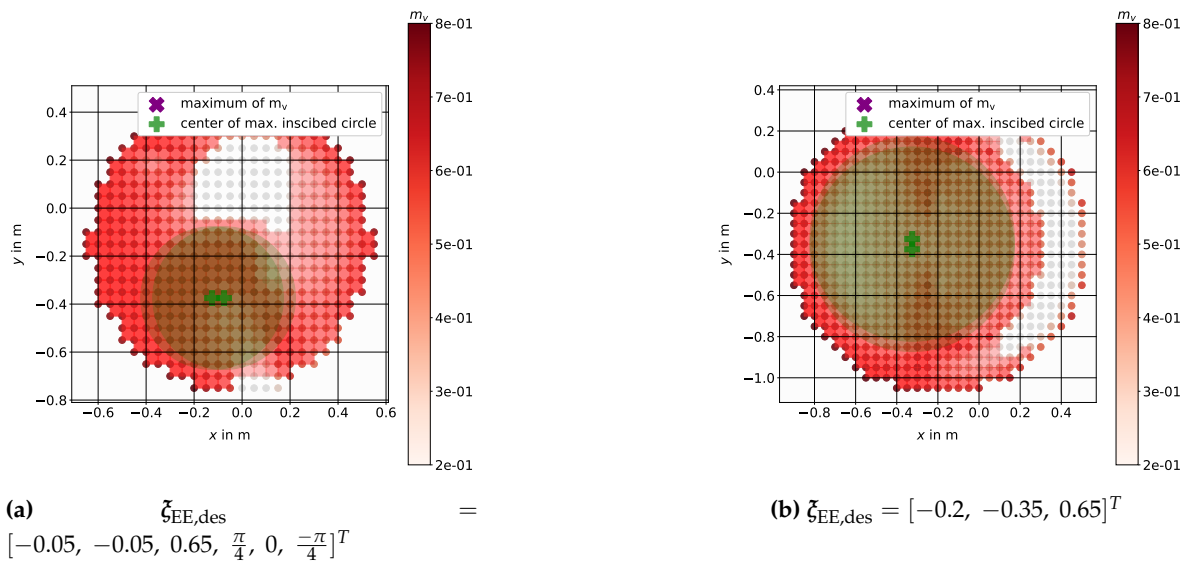 m_v
8e-01
7e-01
6e-01
5e-01
4e-01
3e-01
2e-01
maximum of m_v
center of max. inscibed circle
0.4
0.2
0.0
−0.2
−0.4
−0.6
−0.8
y in m
−0.6 −0.4 −0.2 0.0 0.2 0.4 0.6
x in m
(a) ξ_EE,des =
[−0.05, −0.05, 0.65, π/4, 0, −π/4]^T
m_v
8e-01
7e-01
6e-01
5e-01
4e-01
3e-01
2e-01
maximum of m_v
center of max. inscibed circle
0.4
0.2
0.0
−0.2
−0.4
−0.6
−0.8
−1.0
y in m
−0.8 −0.6 −0.4 −0.2 0.0 0.2 0.4
x in m
(b) ξ_EE,des = [−0.2, −0.35, 0.65]^T